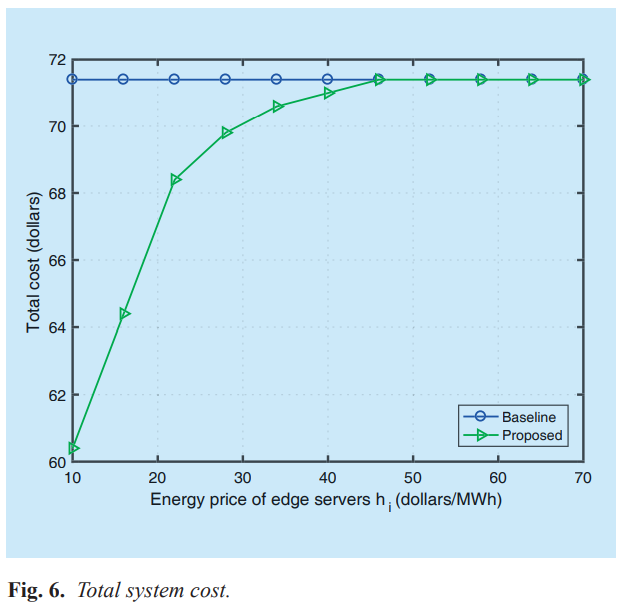 72
70
68
66
64
62
60
Total cost (dollars)
10 20 30 40 50 60 70
Energy price of edge servers h_i (dollars/MWh)
Baseline
Proposed
Fig. 6. Total system cost.